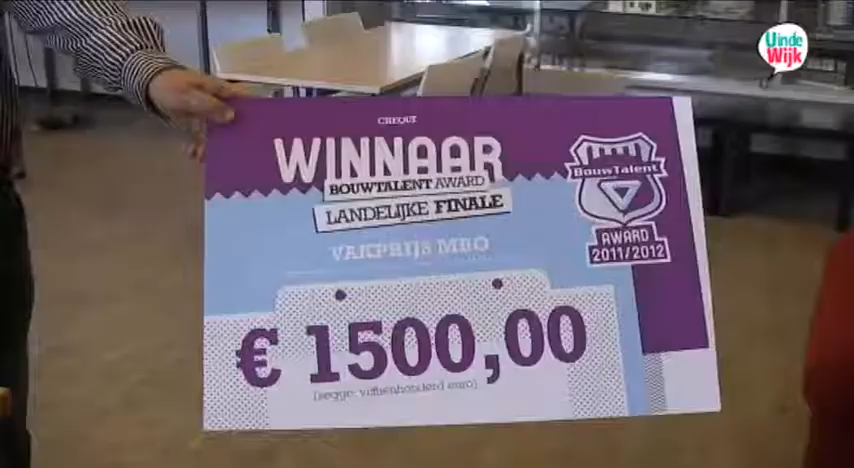 Uinde
Wijk
CHEQUE
WINNAAR
BOUWTALENT AWARD
LANDELIJKE FINALE
VAKPRIJS MBO
€ 1500,00
(zegge: vijftienhonderd euro)
BouwTalent
AWARD
2011/2012